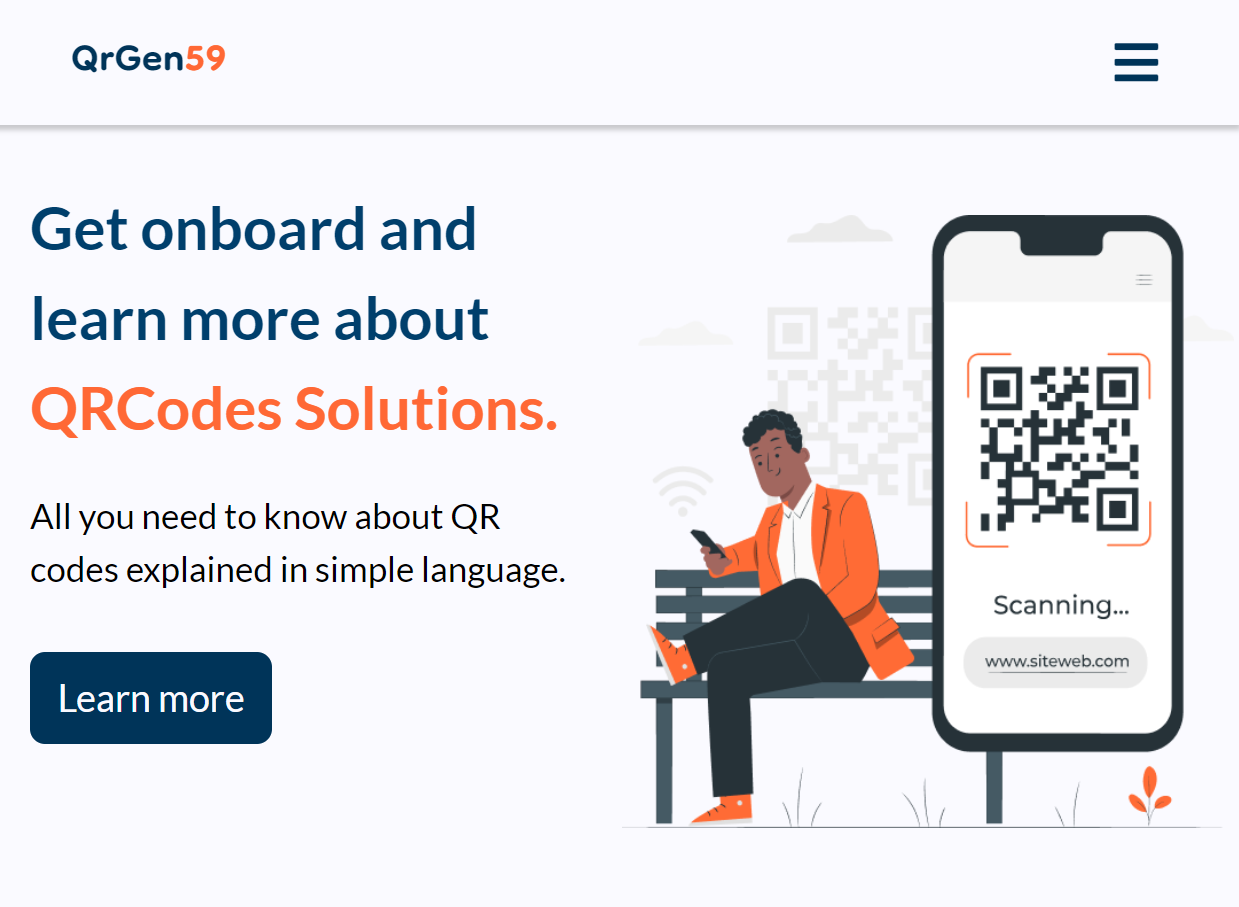 QrGen59
Get onboard and
learn more about
QRCodes Solutions.
All you need to know about QR
codes explained in simple language.
Learn more
Scanning...
www.siteweb.com